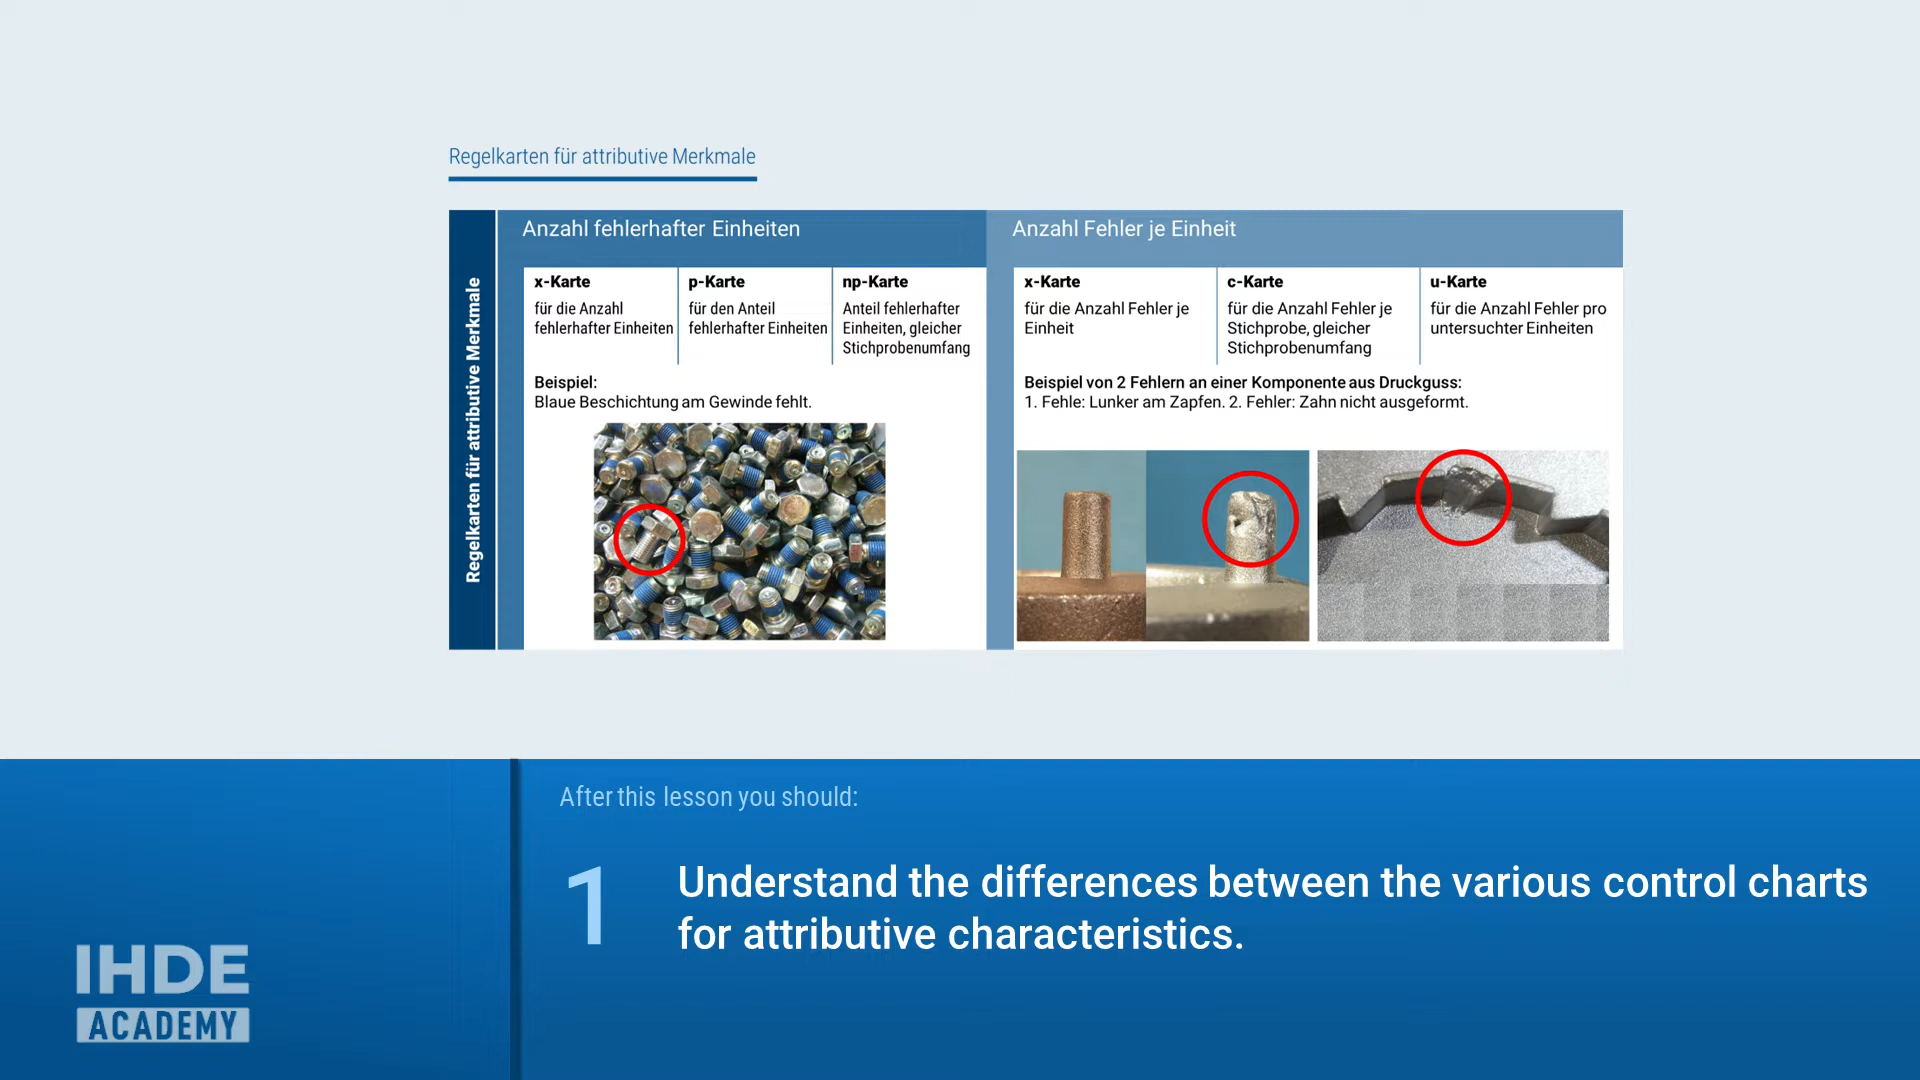 Regelkarten für attributive Merkmale
Regelkarten für attributive Merkmale
Anzahl fehlerhafter Einheiten
x-Karte
für die Anzahl
fehlerhafter Einheiten
p-Karte
für den Anteil
fehlerhafter Einheiten
np-Karte
Anteil fehlerhafter
Einheiten, gleicher
Stichprobenumfang
Beispiel:
Blaue Beschichtung am Gewinde fehlt.
Anzahl Fehler je Einheit
x-Karte
für die Anzahl Fehler je
Einheit
c-Karte
für die Anzahl Fehler je
Stichprobe, gleicher
Stichprobenumfang
u-Karte
für die Anzahl Fehler pro
untersuchter Einheiten
Beispiel von 2 Fehlern an einer Komponente aus Druckguss:
1. Fehle: Lunker am Zapfen. 2. Fehler: Zahn nicht ausgeformt.
After this lesson you should:
1
Understand the differences between the various control charts
for attributive characteristics.
IHDE
ACADEMY